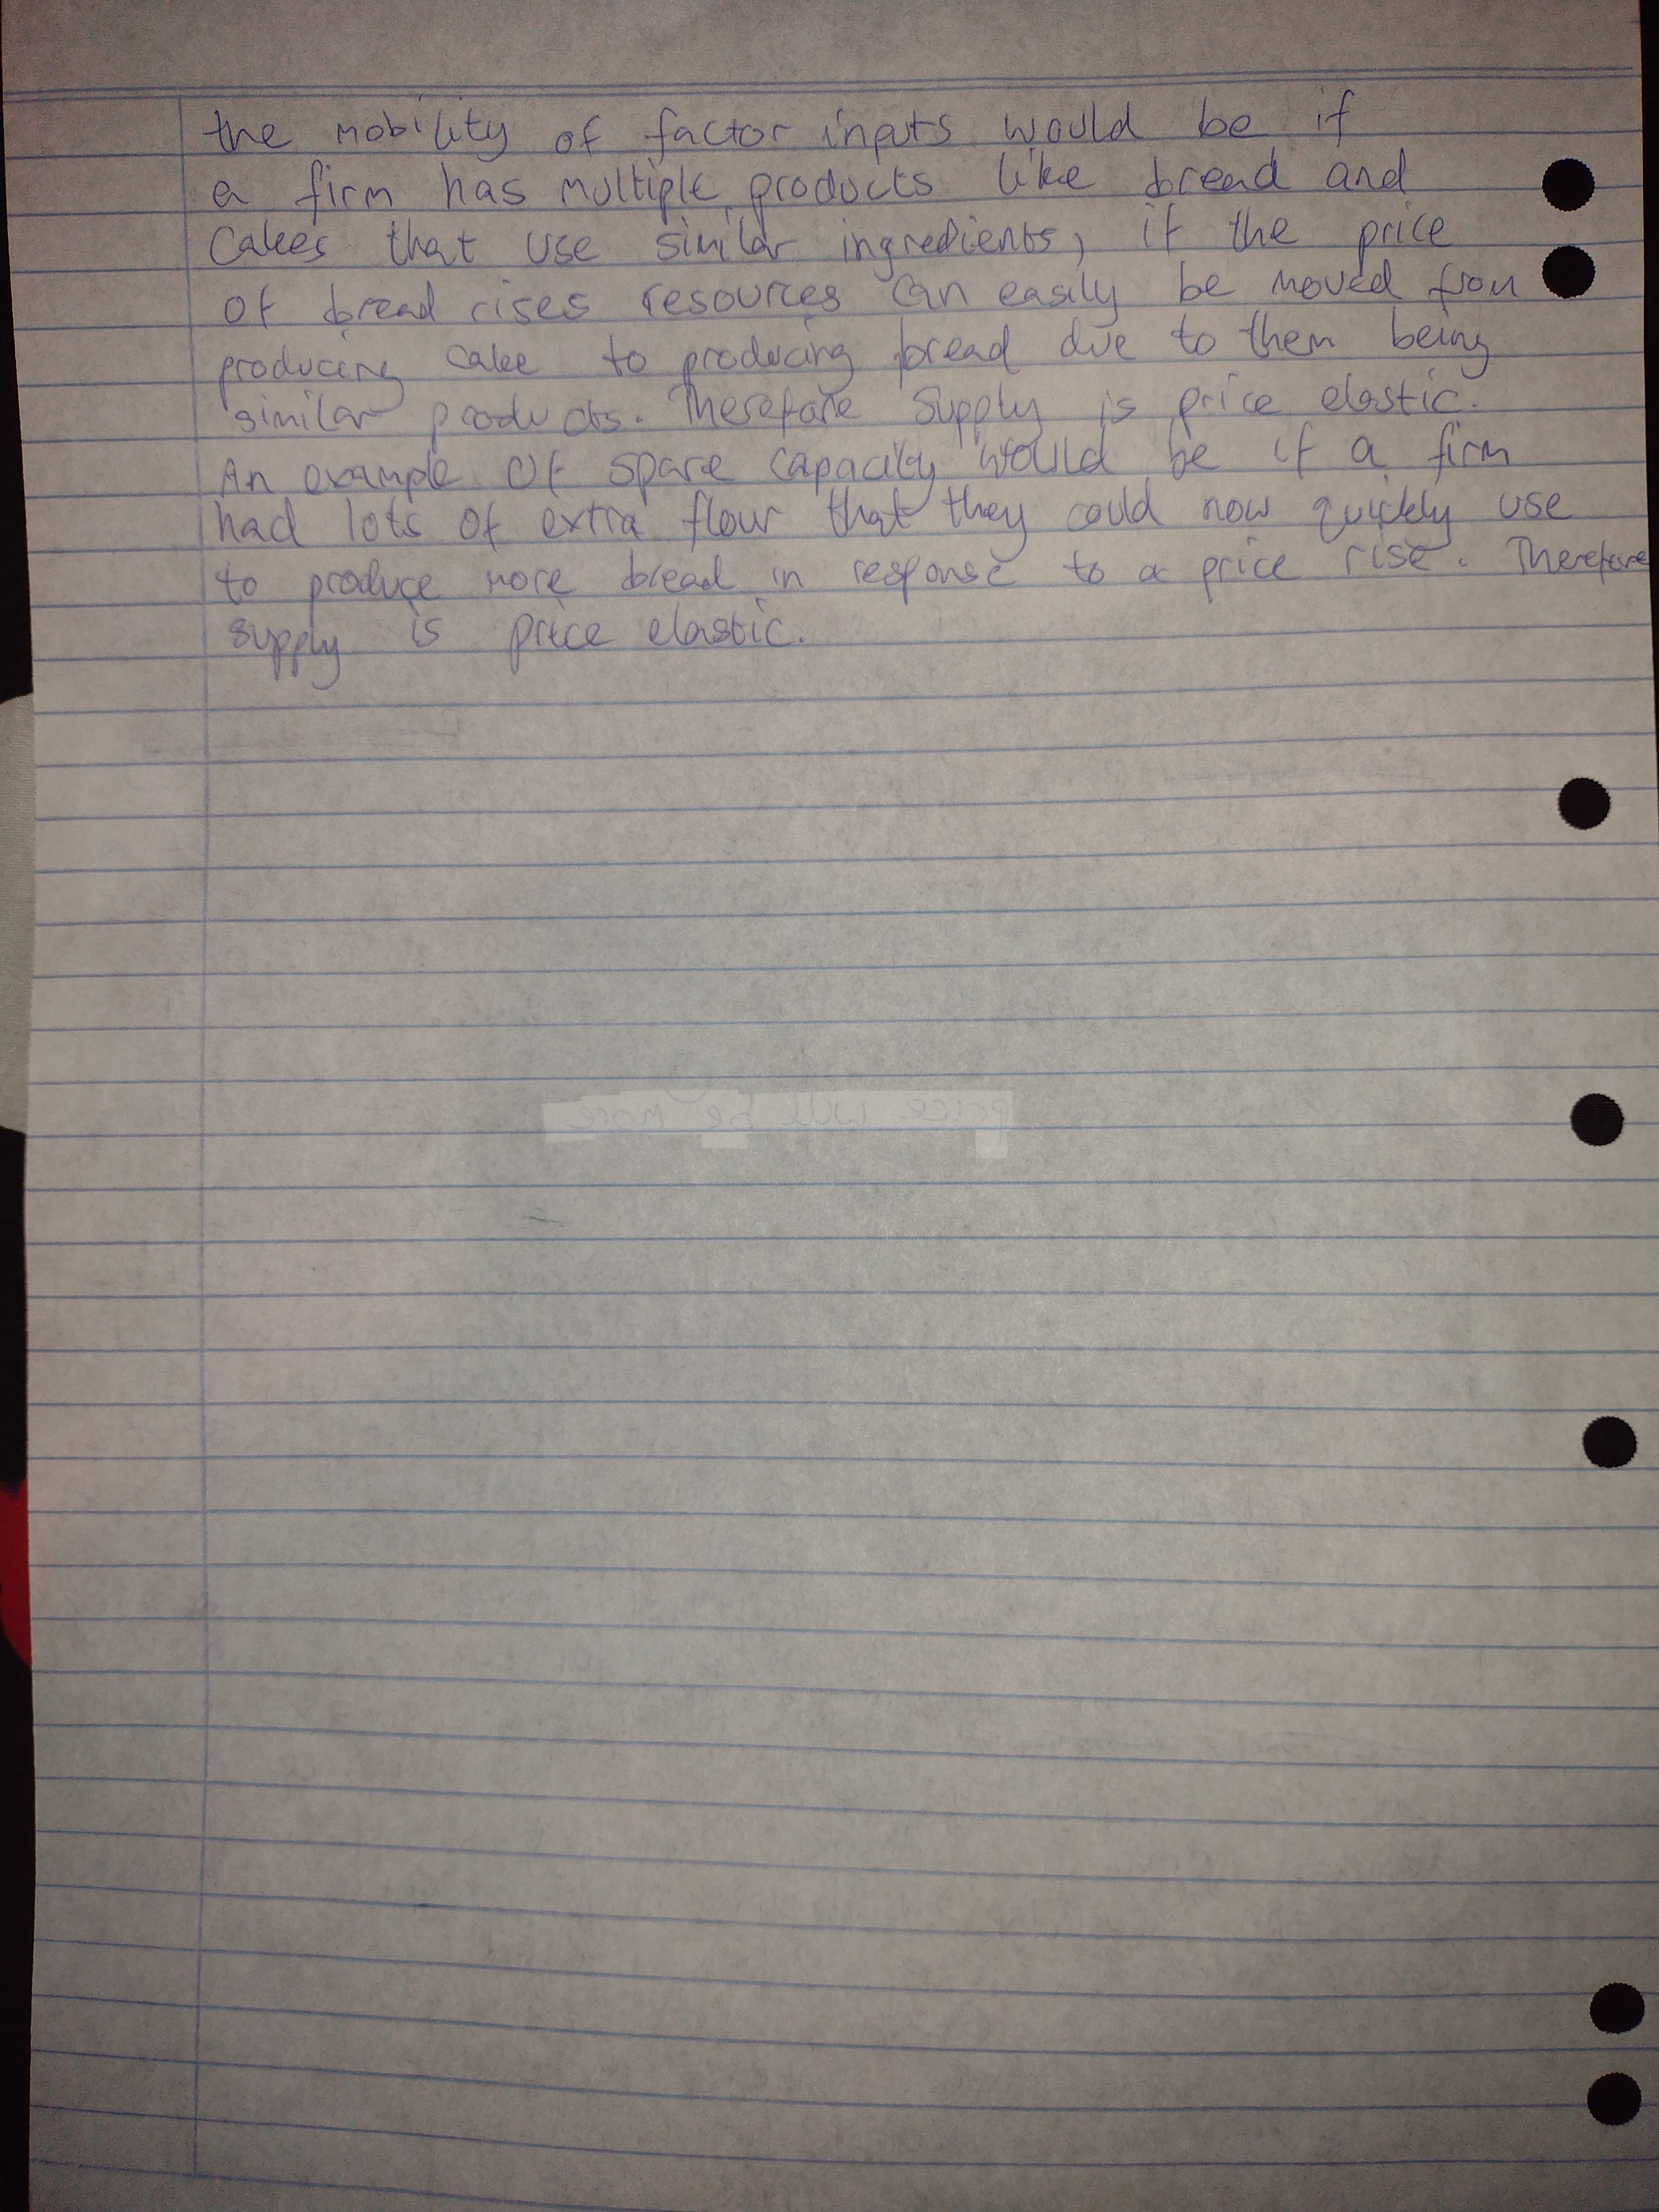 the mobility of factor inputs would be if
a firm has multiple products like bread and
Cakes that use similar ingredients, if the price
of bread rises resources can easily be moved from
producing cake to producing bread due to them being
similar products. Therefore supply is price elastic.
An example of spare capacity would be if a firm
had lots of extra flour that they could now quickly use
to produce more bread in response to a price rise. Therefore
supply is price elastic.
price will be more